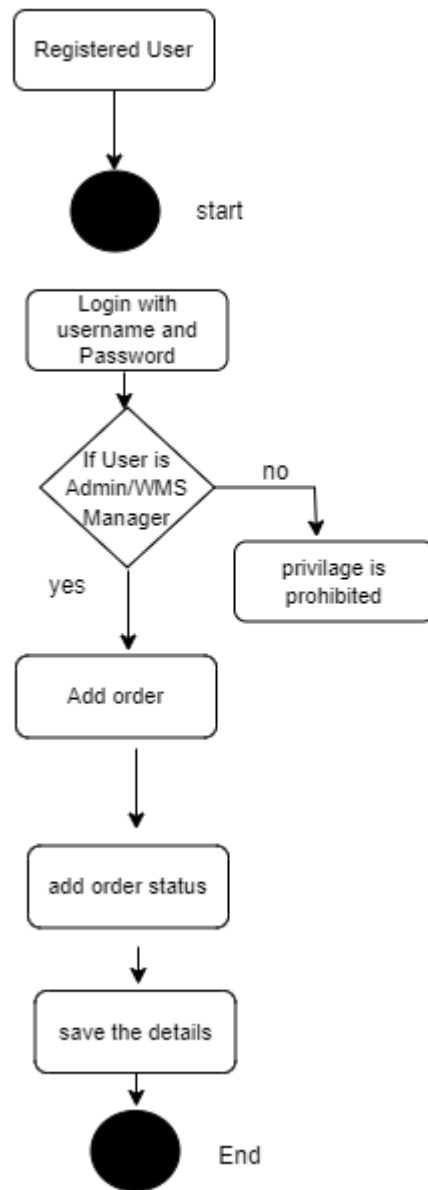 Registered User
start
Login with
username and
Password
If User is
Admin/WMS
Manager
no
privilage is
prohibited
yes
Add order
add order status
save the details
End